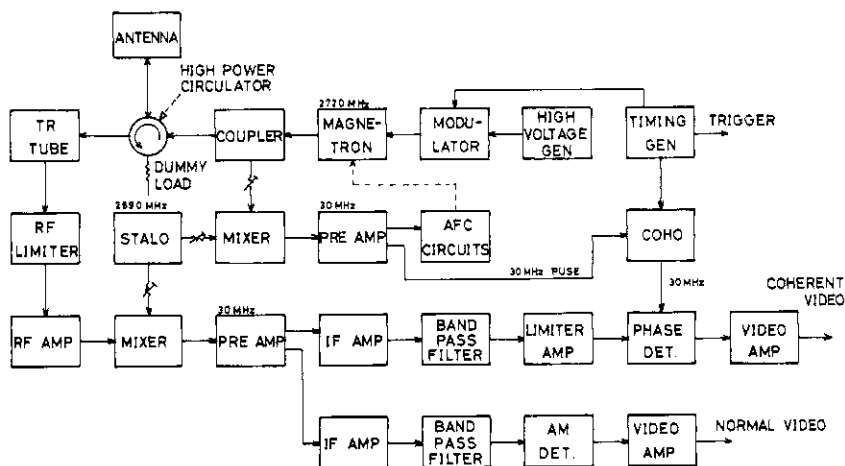 ANTENNA
HIGH POWER
CIRCULATOR
TR
TUBE
DUMMY
LOAD
COUPLER
2720 MHz
MAGNE-
TRON
MODU-
LATOR
HIGH
VOLTAGE
GEN
TIMING
GEN
TRIGGER
RF
LIMITER
2690 MHz
STALO
MIXER
30 MHz
PRE AMP
AFC
CIRCUITS
30 MHz PUSE
COHO
30 MHz
COHERENT
VIDEO
RF AMP
MIXER
30 MHz
PRE AMP
IF AMP
BAND
PASS
FILTER
LIMITER
AMP
PHASE
DET.
VIDEO
AMP
IF AMP
BAND
PASS
FILTER
AM
DET.
VIDEO
AMP
NORMAL VIDEO